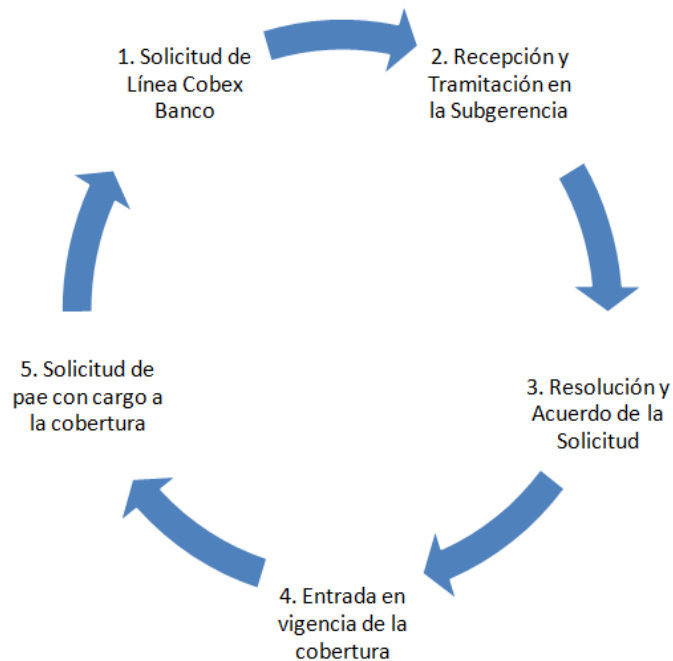 1. Solicitud de
Línea Cobex
Banco
2. Recepción y
Tramitación en
la Subgerencia
3. Resolución y
Acuerdo de la
Solicitud
4. Entrada en
vigencia de la
cobertura
5. Solicitud de
pae con cargo a
la cobertura